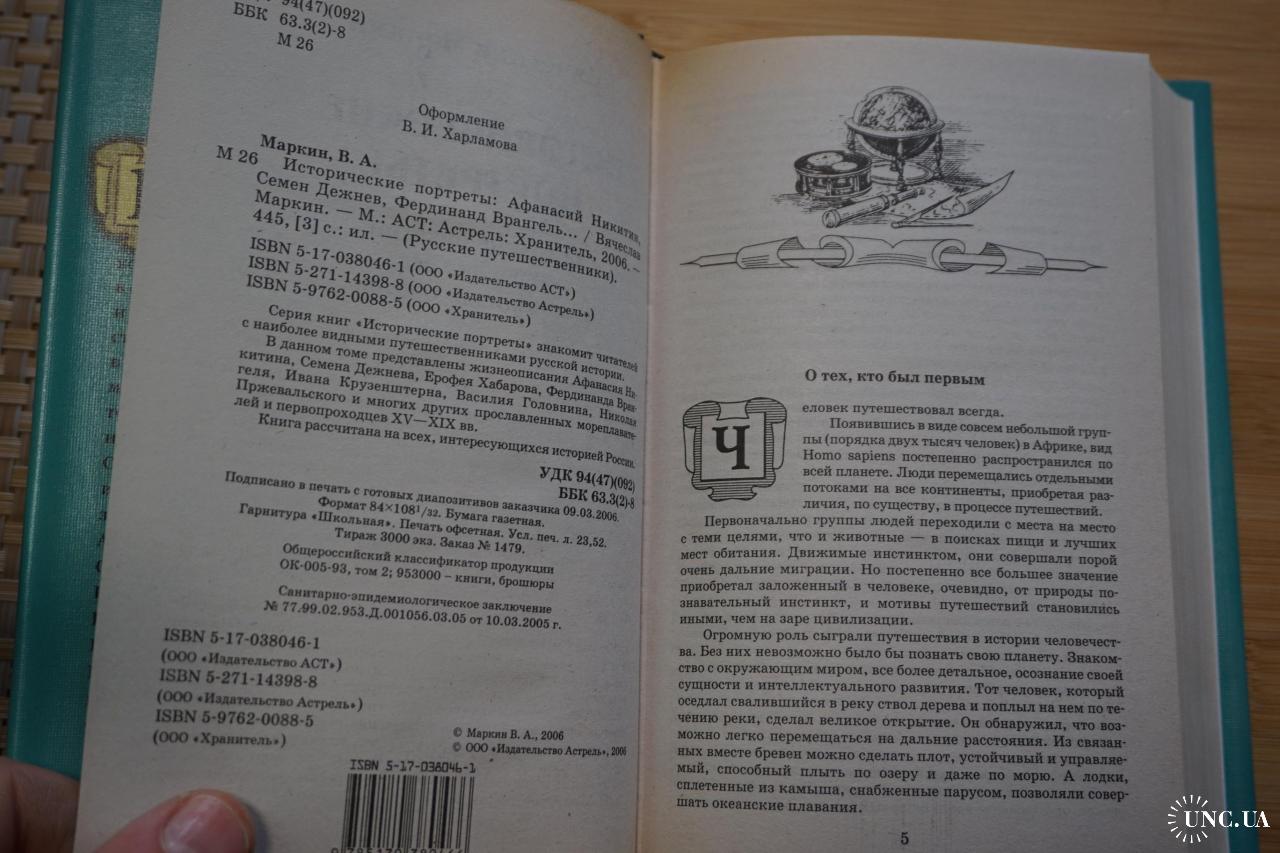 94(47)(092)
ББК 63.3(2)-8
М 26
Оформление
В. И. Харламова
Маркин, В. А.
М 26 Исторические портреты: Афанасий Никитин,
Семен Дежнев, Фердинанд Врангель... / Вячеслав
Маркин. — М.: АСТ: Астрель: Хранитель, 2006. —
445, [3] с.: ил. — (Русские путешественники).
ISBN 5-17-038046-1 (ООО «Издательство АСТ»)
ISBN 5-271-14398-8 (ООО «Издательство Астрель»)
ISBN 5-9762-0088-5 (ООО «Хранитель»)
Серия книг «Исторические портреты» знакомит читателей
с наиболее видными путешественниками русской истории.
В данном томе представлены жизнеописания Афанасия Ни-
китина, Семена Дежнева, Ерофея Хабарова, Фердинанда Вран-
геля, Ивана Крузенштерна, Василия Головнина, Николая
Пржевальского и многих других прославленных мореплавате-
лей и первопроходцев XV—XIX вв.
Книга рассчитана на всех, интересующихся историей России.
УДК 94(47)(092)
ББК 63.3(2)-8
Подписано в печать с готовых диапозитивов заказчика 09.03.2006.
Формат 84×108¹/32. Бумага газетная.
Гарнитура «Школьная». Печать офсетная. Усл. печ. л. 23,52.
Тираж 3000 экз. Заказ № 1479.
Общероссийский классификатор продукции
ОК-005-93, том 2; 953000 – книги, брошюры
Санитарно-эпидемиологическое заключение
№ 77.99.02.953.Д.001056.03.05 от 10.03.2005 г.
ISBN 5-17-038046-1
(ООО «Издательство АСТ»)
ISBN 5-271-14398-8
(ООО «Издательство Астрель»)
ISBN 5-9762-0088-5
(ООО «Хранитель»)
© Маркин В. А., 2006
© ООО «Издательство Астрель», 2006
ISBN 5-17-038046-1
О тех, кто был первым
Человек путешествовал всегда.
Появившись в виде совсем небольшой груп-
пы (порядка двух тысяч человек) в Африке, вид
Homo sapiens постепенно распространился по
всей планете. Люди перемещались отдельными
потоками на все континенты, приобретая раз-
личия, по существу, в процессе путешествий.
Первоначально группы людей переходили с места на место
с теми целями, что и животные — в поисках пищи и лучших
мест обитания. Движимые инстинктом, они совершали порой
очень дальние миграции. Но постепенно все большее значение
приобретал заложенный в человеке, очевидно, от природы по-
знавательный инстинкт, и мотивы путешествий становились
иными, чем на заре цивилизации.
Огромную роль сыграли путешествия в истории человечест-
ва. Без них невозможно было бы познать свою планету. Знаком-
ство с окружающим миром, все более детальное, осознание своей
сущности и интеллектуального развития. Тот человек, который
оседлал свалившийся в реку ствол дерева и поплыл на нем по те-
чению реки, сделал великое открытие. Он обнаружил, что воз-
можно легко перемещаться на дальние расстояния. Из связан-
ных вместе бревен можно сделать плот, устойчивый и управляе-
мый, способный плыть по озеру и даже по морю. А лодки,
сплетенные из камыша, снабженные парусом, позволяли совер-
шать океанские плавания.
5
UNC.UA